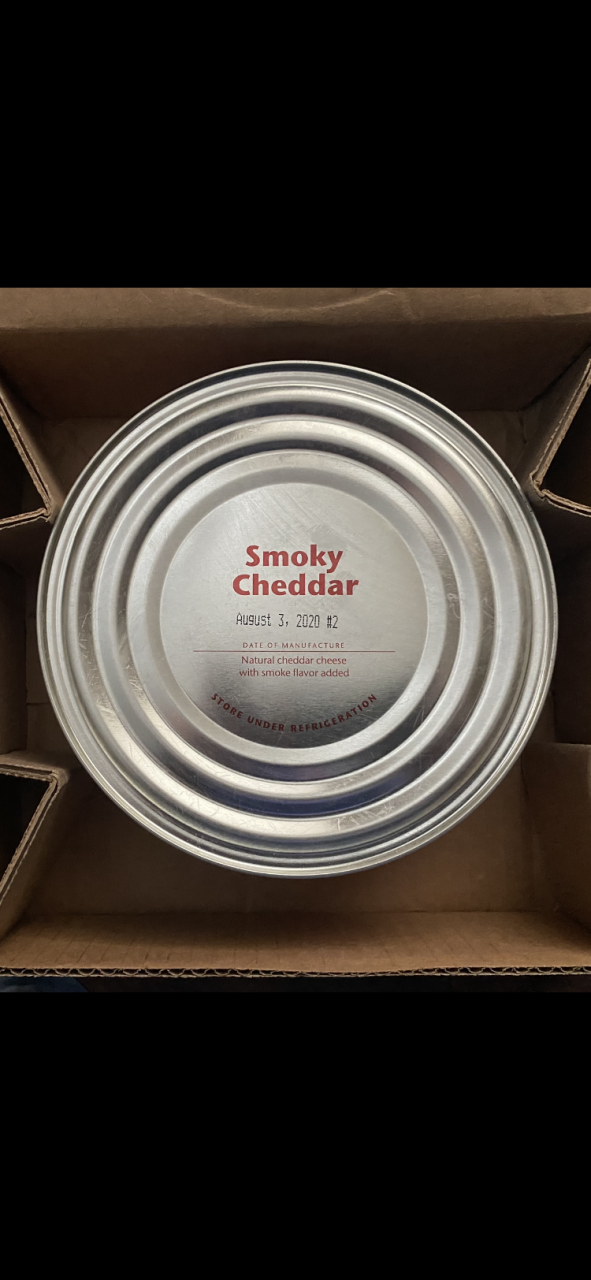 Smoky
Cheddar
August 3, 2020 #2
DATE OF MANUFACTURE
Natural cheddar cheese
with smoke flavor added
STORE UNDER REFRIGERATION